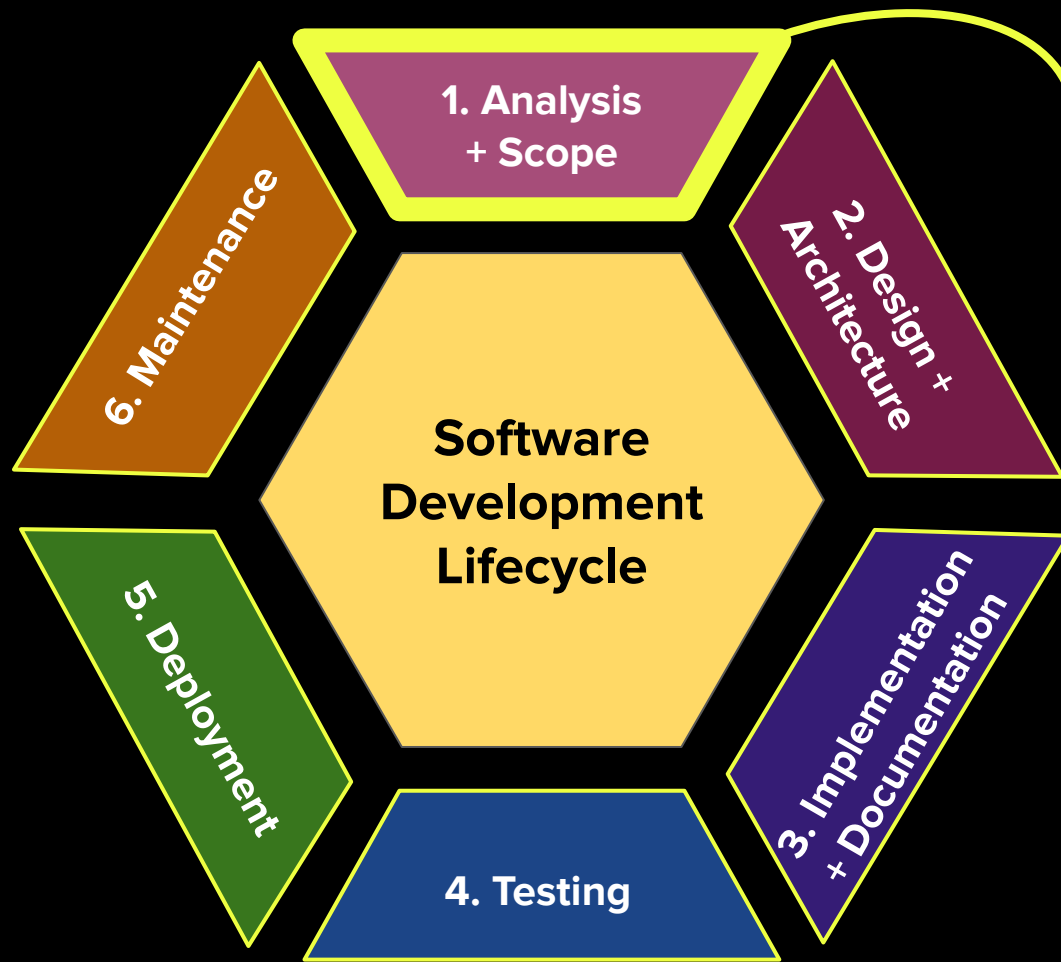 1. Analysis
+ Scope
2. Design +
Architecture
3. Implementation
+ Documentation
4. Testing
5. Deployment
6. Maintenance
Software
Development
Lifecycle